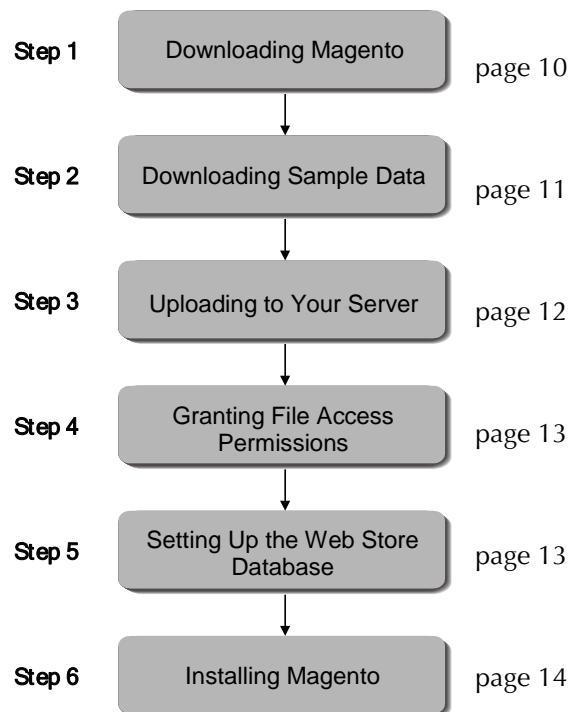 Step 1
Downloading Magento
page 10
Step 2
Downloading Sample Data
page 11
Step 3
Uploading to Your Server
page 12
Step 4
Granting File Access
Permissions
page 13
Step 5
Setting Up the Web Store
Database
page 13
Step 6
Installing Magento
page 14